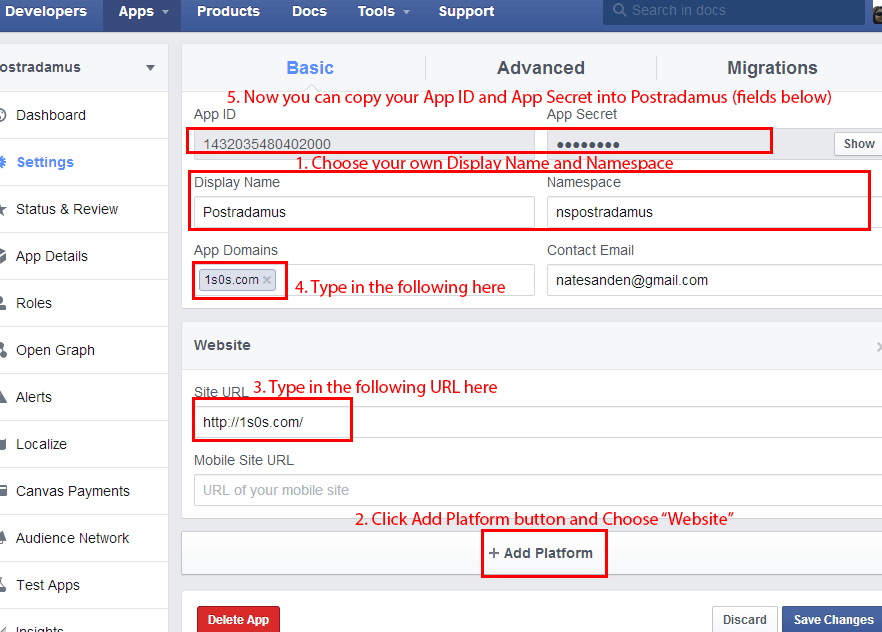 Developers Apps Products Docs Tools Support Search in docs
ostradamus
Basic Advanced Migrations
5. Now you can copy your App ID and App Secret into Postradamus (fields below)
App ID App Secret
1432035480402000 ●●●●●●●● Show
1. Choose your own Display Name and Namespace
Display Name Namespace
Postradamus nspostradamus
App Domains Contact Email
1s0s.com × natesanden@gmail.com
4. Type in the following here
Website
Site URL 3. Type in the following URL here
http://1s0s.com/
Mobile Site URL
URL of your mobile site
2. Click Add Platform button and Choose “Website”
+ Add Platform
Delete App Discard Save Changes
Dashboard
Settings
Status & Review
App Details
Roles
Open Graph
Alerts
Localize
Canvas Payments
Audience Network
Test Apps
Insights